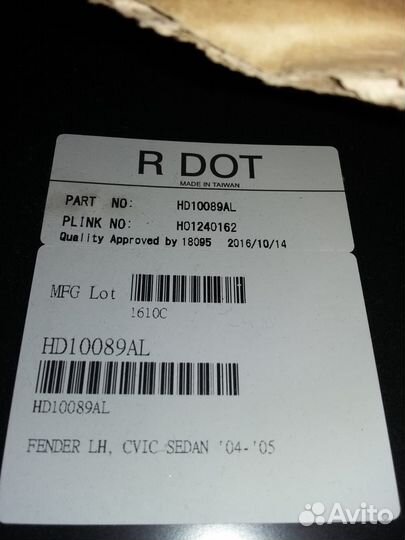 R DOT
MADE IN TAIWAN
PART NO: HD10089AL
PLINK NO: HO1240162
Quality Approved by 18095 2016/10/14
MFG Lot
1610C
HD10089AL
HD10089AL
FENDER LH, CVIC SEDAN '04-'05
Avito